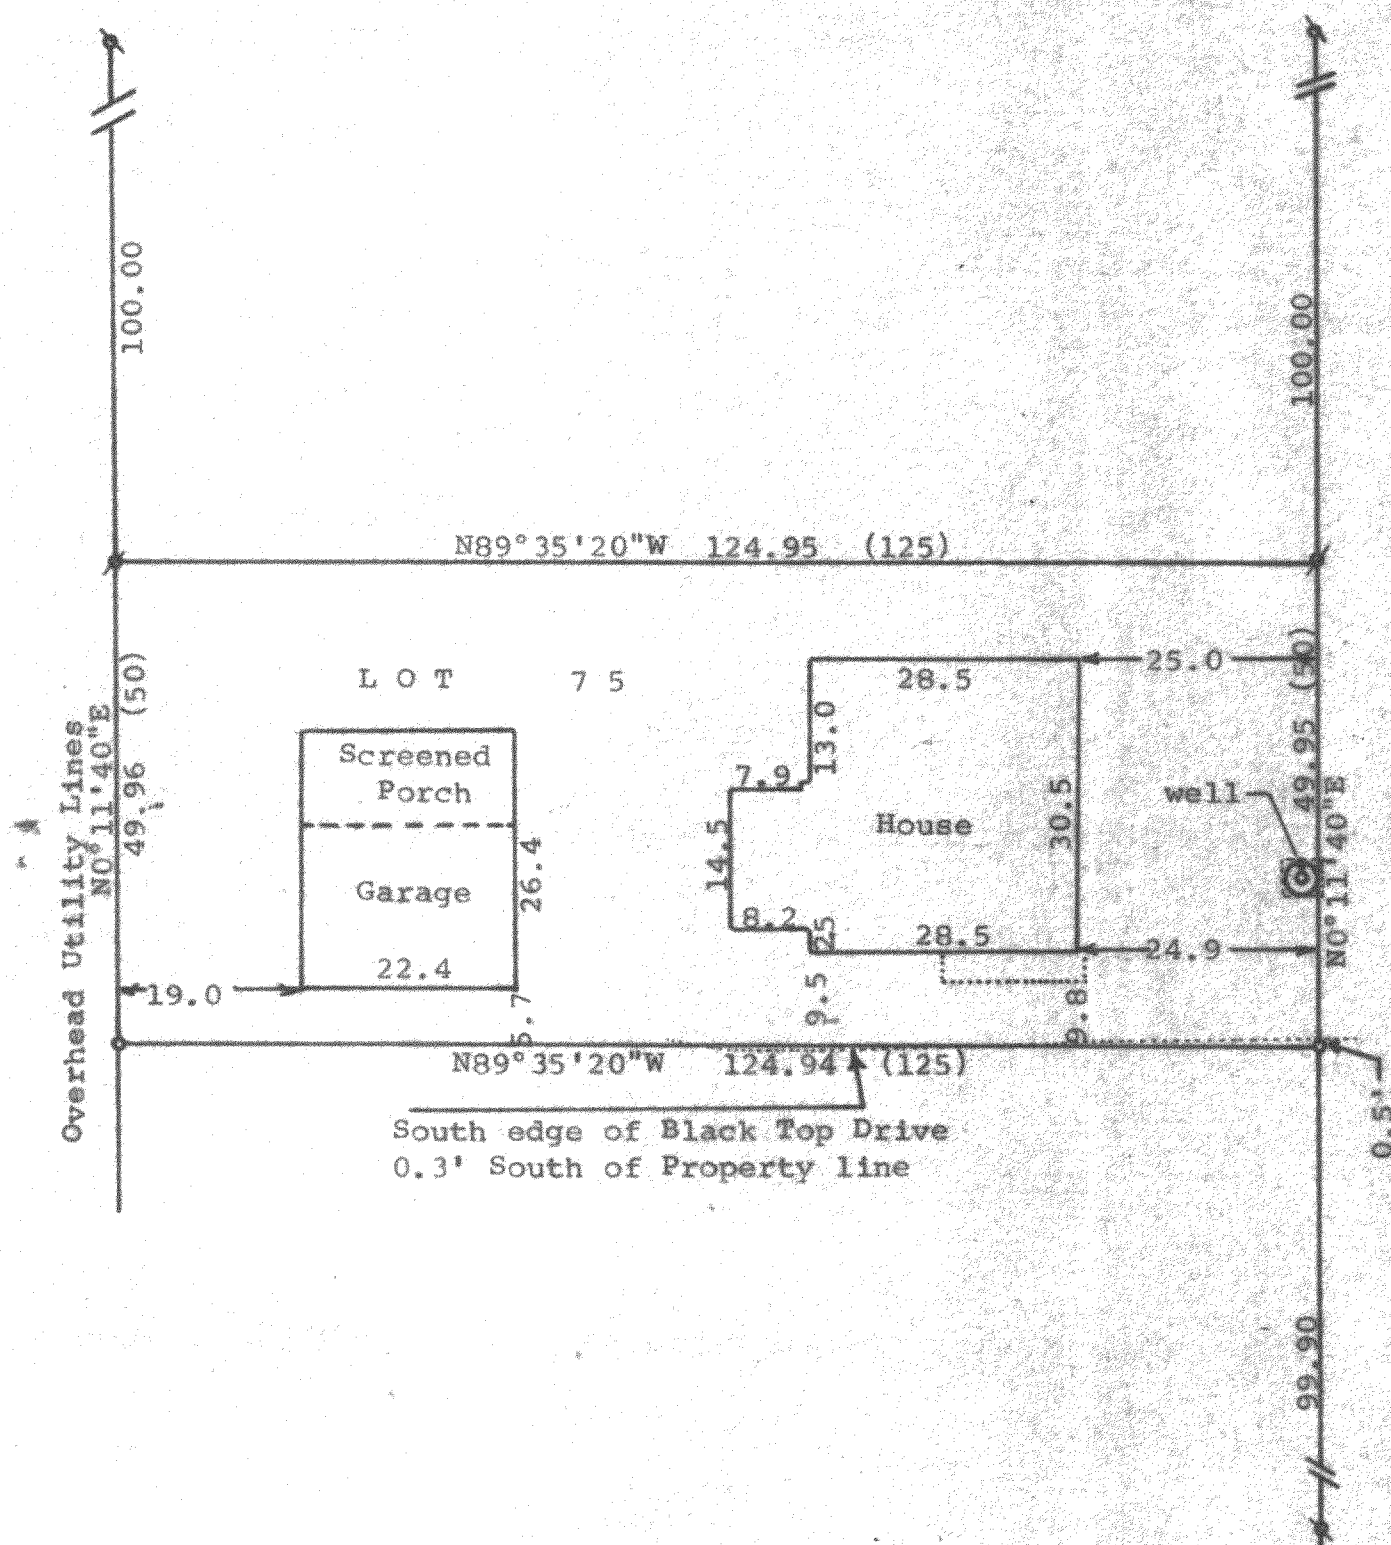 100.00
100.00
N89°35'20"W 124.95 (125)
LOT 75
28.5
25.0
13.0
7.9
14.5
8.2
25
House
30.5
28.5
24.9
well
49.95 (50)
N0°11'40"E
Screened
Porch
Garage
26.4
22.4
19.0
5.7
9.5
9.8
Overhead Utility Lines
N0°11'40"E
49.96 (50)
N89°35'20"W 124.94 (125)
South edge of Black Top Drive
0.3' South of Property line
0.5'
99.90